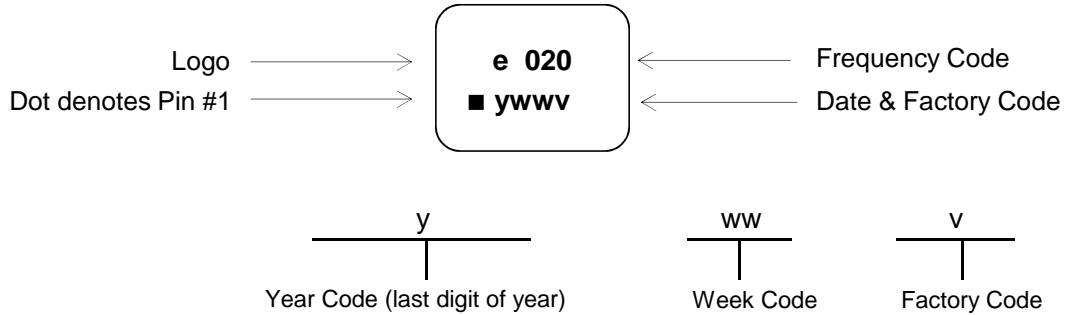 Logo
e 020
Frequency Code
Dot denotes Pin #1
■ ywwv
Date & Factory Code
y
ww
v
Year Code (last digit of year)
Week Code
Factory Code